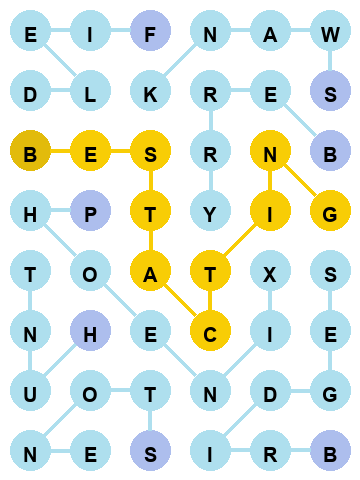 E I F N A W
D L K R E S
B E S R N B
H P T Y I G
T O A T X S
N H E C I E
U O T N D G
N E S I R B